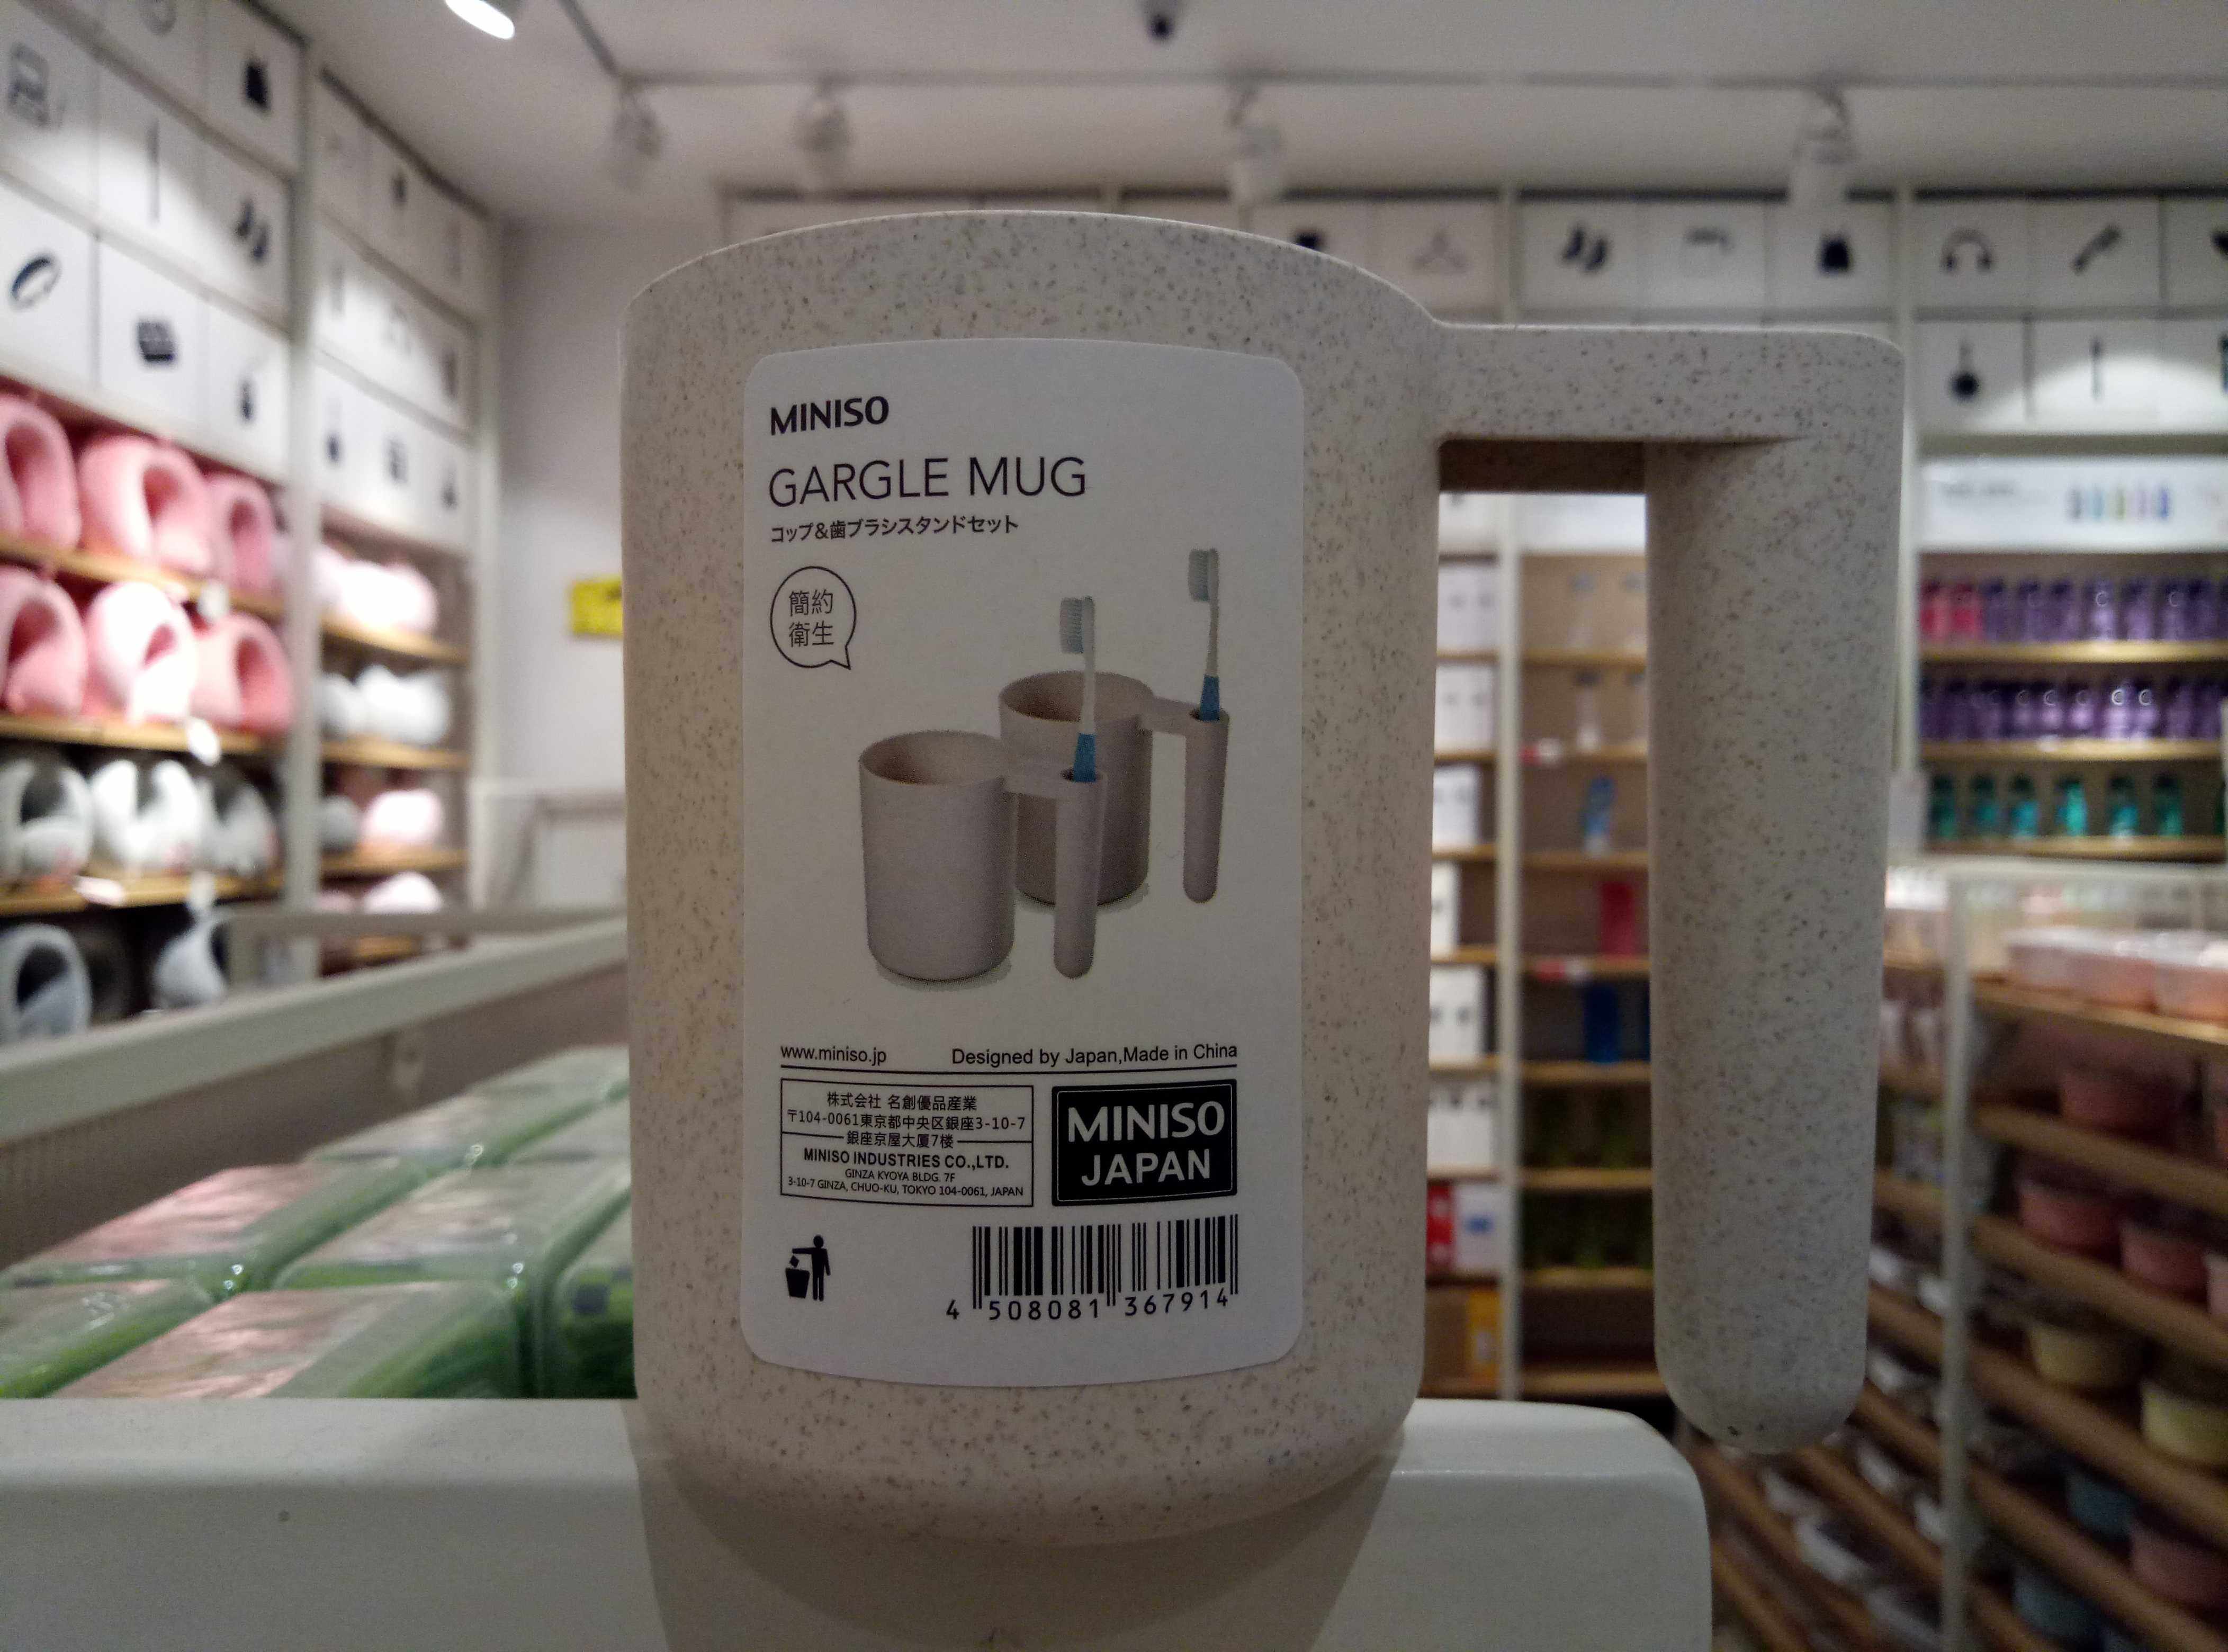 MINISO
GARGLE MUG
コップ&歯ブラシスタンドセット
簡約
衛生
www.miniso.jp Designed by Japan,Made in China
株式会社 名創優品産業
〒104-0061東京都中央区銀座3-10-7
銀座京屋大厦7楼
MINISO INDUSTRIES CO.,LTD.
GINZA KYOYA BLDG. 7F
3-10-7 GINZA, CHUO-KU, TOKYO 104-0061, JAPAN
MINISO
JAPAN
4 508081 367914